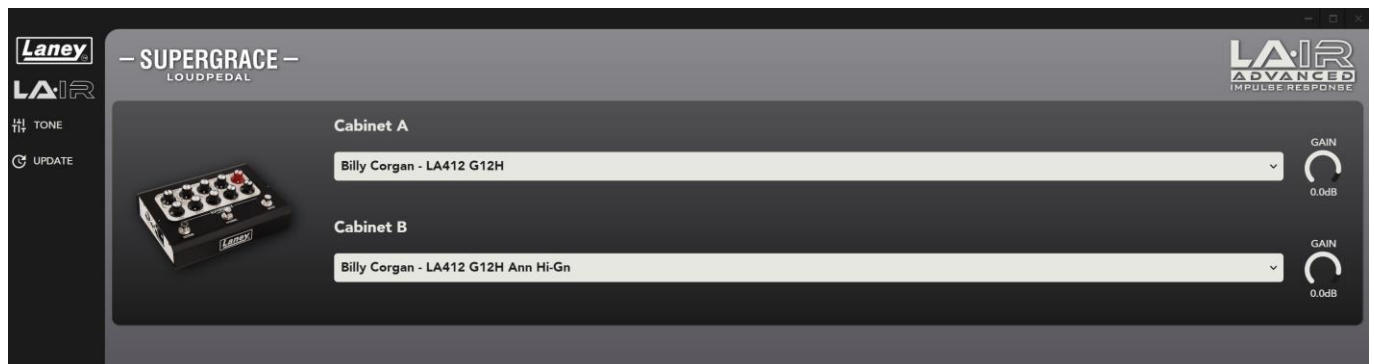 Laney
LA·IR
TONE
UPDATE
– SUPERGRACE –
LOUDPEDAL
LA·IR
ADVANCED
IMPULSE RESPONSE
Cabinet A
Billy Corgan - LA412 G12H
GAIN
0.0dB
Laney
Cabinet B
Billy Corgan - LA412 G12H Ann Hi-Gn
GAIN
0.0dB